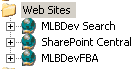 Web Sites
MLBDev Search
SharePoint Central
MLBDevFBA